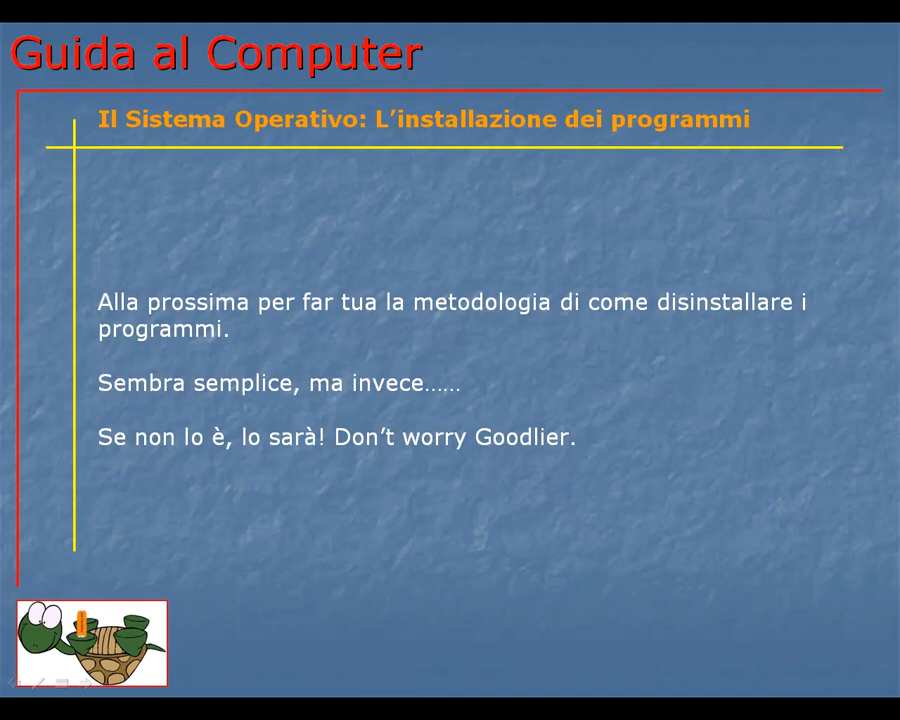 Guida al Computer
Il Sistema Operativo: L’installazione dei programmi
Alla prossima per far tua la metodologia di come disinstallare i
programmi.
Sembra semplice, ma invece……
Se non lo è, lo sarà! Don’t worry Goodlier.